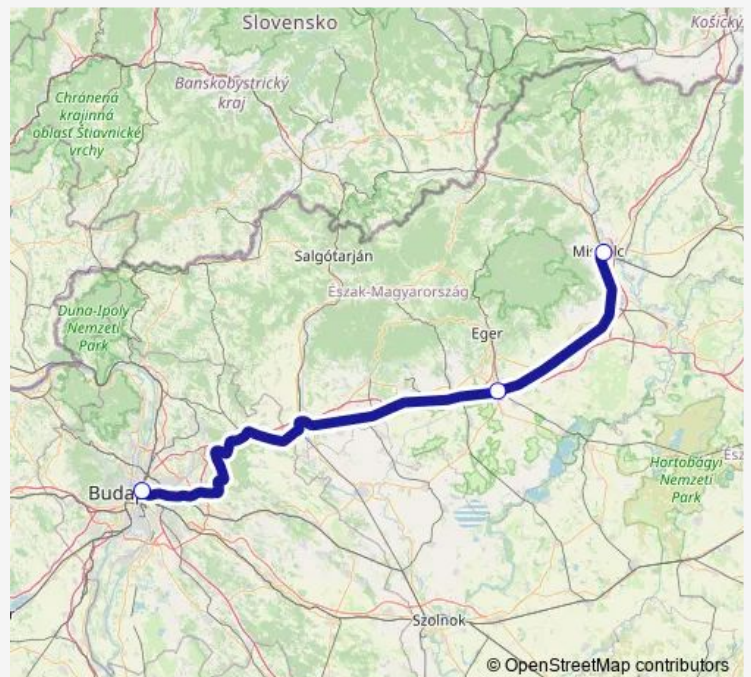 Slovensko
Košický
Banskobystrický
kraj
Chránená
krajinná
oblasť Štiavnické
vrchy
Salgótarján
Észak-Magyarország
Duna-Ipoly
Nemzeti
Park
Eger
Hortobágyi
Nemzeti
Park
Szolnok
© OpenStreetMap contributors